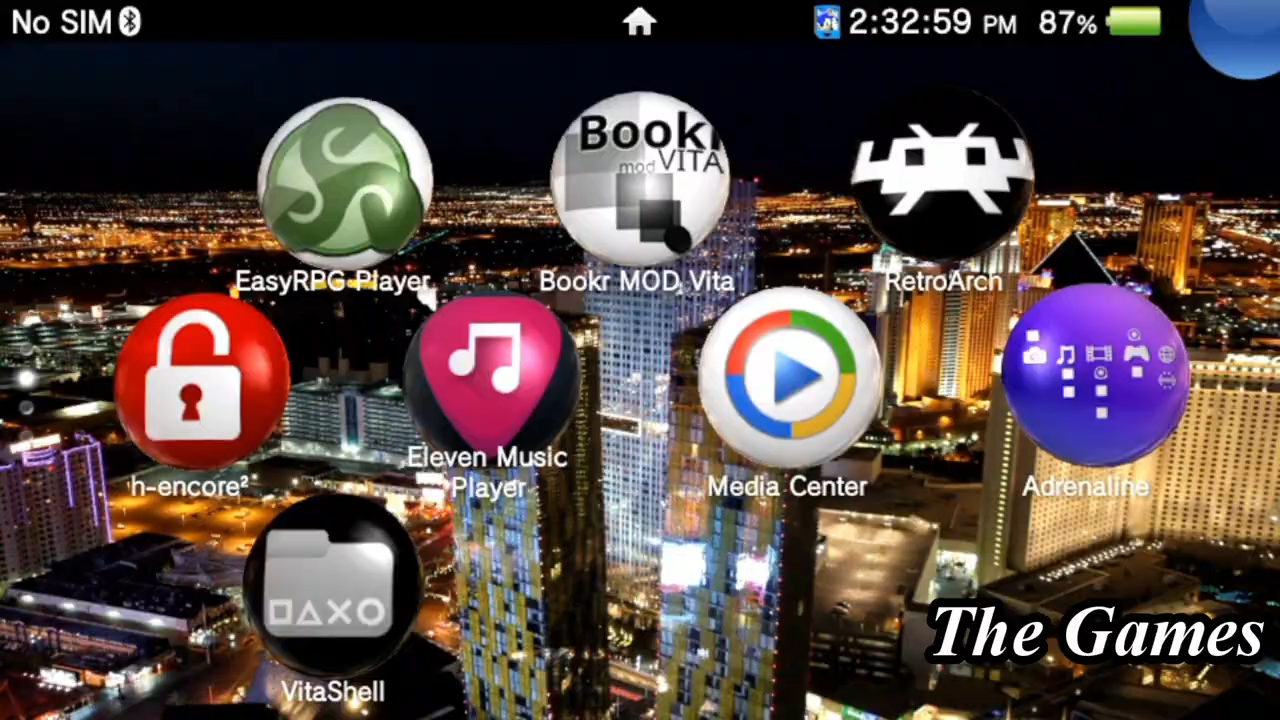 No SIM
2:32:59 PM 87%
Bookr
mod VITA
EasyRPG Player
Bookr MOD Vita
RetroArch
Eleven Music
Player
h-encore²
Media Center
Adrenaline
VitaShell
The Games